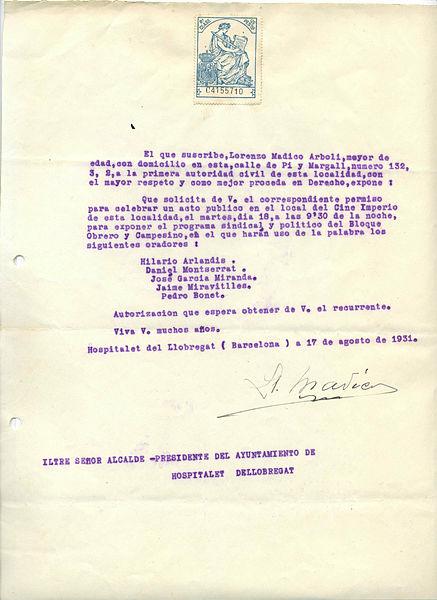 C4155710
El que suscribe,Lorenzo Madico Arboli,mayor de
edad,con domicilio en esta,calle de Pi y Margall,numero 132,
3, 2,a la primera autoridad civil de esta localidad,con
el mayor respeto y como mejor proceda en Derecho,expone :
Que solicita de V. el correspondiente permiso
para celebrar un acto publico en el local del Cine Imperio
de esta localidad,el martes,dia 18,a las 9'30 de la noche,
para exponer el programa sindical y politico del Bloque
Obrero y Campesino,en el que harán uso de la palabra los
siguientes oradores :
Hilario Arlandis .
Daniel Montserrat .
José Garcia Miranda.
Jaime Miravitlles.
Pedro Bonet.
Autorizacion que espera obtener de V. el recurrente.
Viva V. muchos años.
Hospitalet del Llobregat ( Barcelona ) a 17 de agosto de 1931.
L. Madico
ILTRE SEÑOR ALCALDE -PRESIDENTE DEL AYUNTAMIENTO DE
HOSPITALET DELLOBREGAT